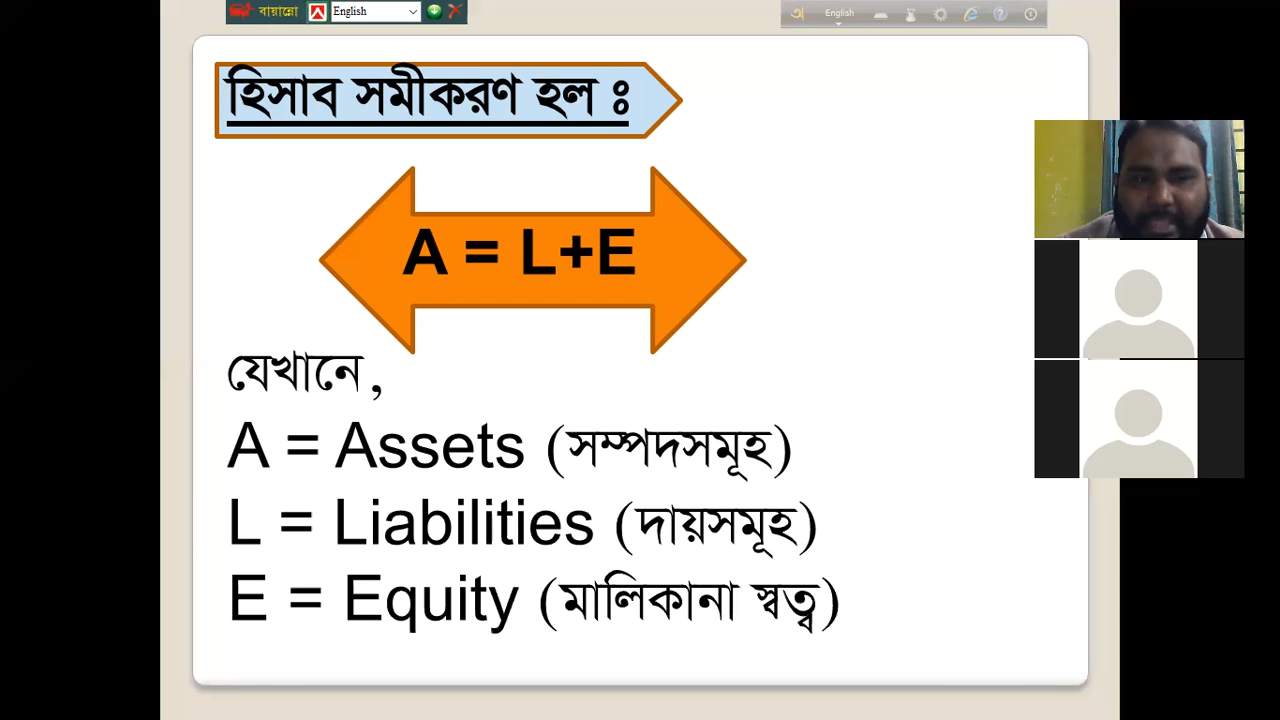 বায়ান্নো English
English
হিসাব সমীকরণ হল ঃ
A = L+E
যেখানে,
A = Assets (সম্পদসমূহ)
L = Liabilities (দায়সমূহ)
E = Equity (মালিকানা স্বত্ব)